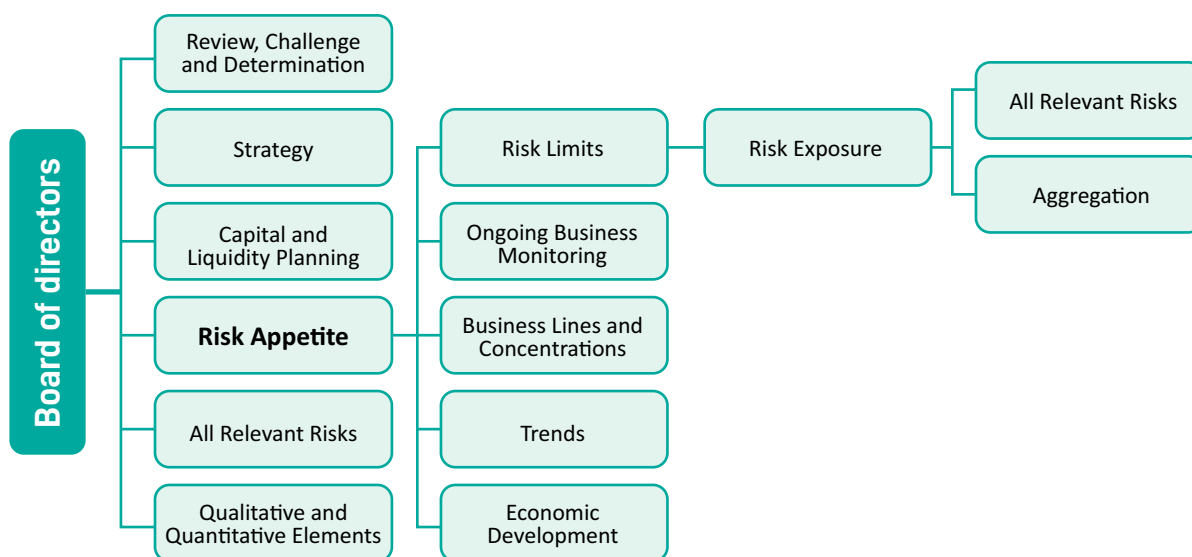 Board of directors
Review, Challenge
and Determination
Strategy
Capital and
Liquidity Planning
Risk Appetite
All Relevant Risks
Qualitative and
Quantitative Elements
Risk Limits
Ongoing Business
Monitoring
Business Lines and
Concentrations
Trends
Economic
Development
Risk Exposure
All Relevant Risks
Aggregation